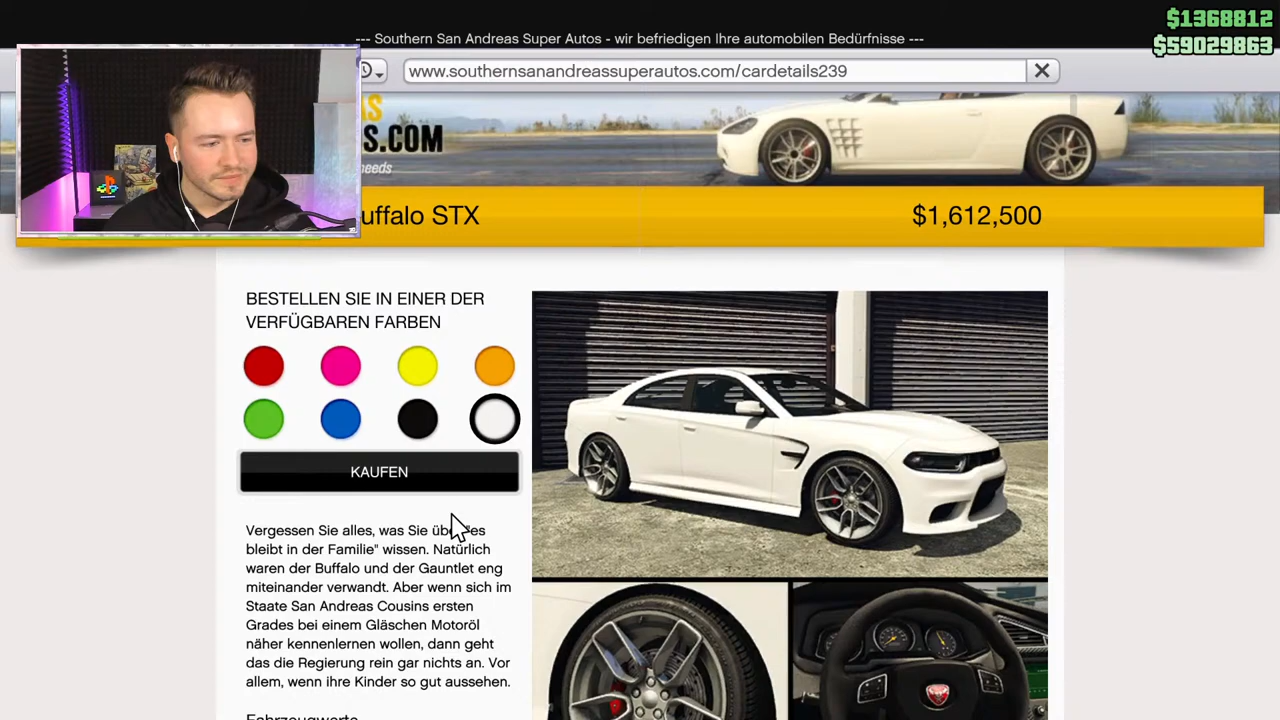 $1368812
--- Southern San Andreas Super Autos - wir befriedigen Ihre automobilen Bedürfnisse ---
$59029863
www.southernsanandreassuperautos.com/cardetails239
S.COM
needs
uffalo STX
$1,612,500
BESTELLEN SIE IN EINER DER
VERFÜGBAREN FARBEN
KAUFEN
Vergessen Sie alles, was Sie über
bleibt in der Familie" wissen. Natürlich
waren der Buffalo und der Gauntlet eng
miteinander verwandt. Aber wenn sich im
Staate San Andreas Cousins ersten
Grades bei einem Gläschen Motoröl
näher kennenlernen wollen, dann geht
das die Regierung rein gar nichts an. Vor
allem, wenn ihre Kinder so gut aussehen.
Fahrzeugwerte